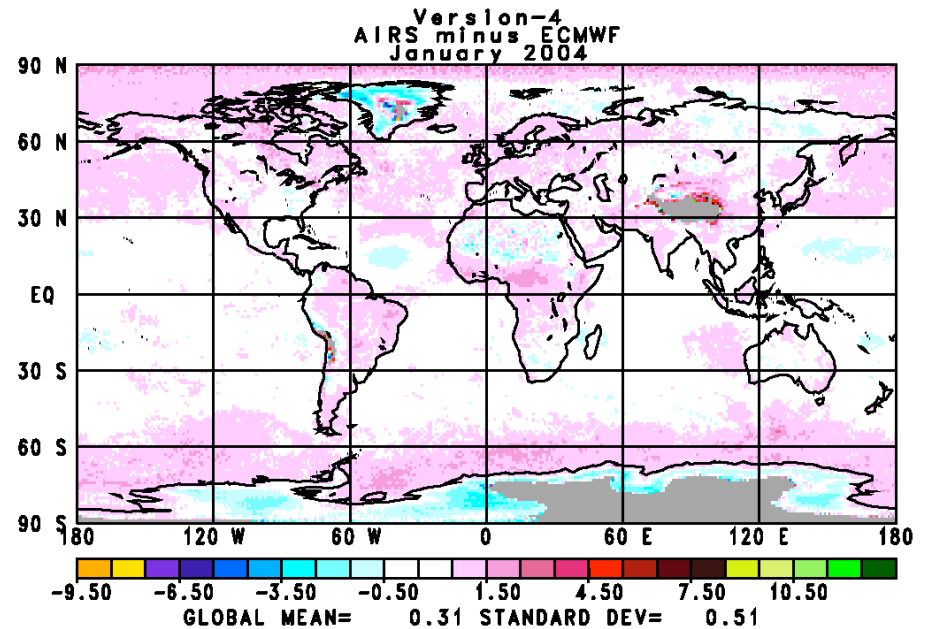 Version-4
AIRS minus ECMWF
January 2004
90 N
60 N
30 N
EQ
30 S
60 S
90 S
180 120 W 60 W 0 60 E 120 E 180
-9.50 -6.50 -3.50 -0.50 1.50 4.50 7.50 10.50
GLOBAL MEAN= 0.31 STANDARD DEV= 0.51